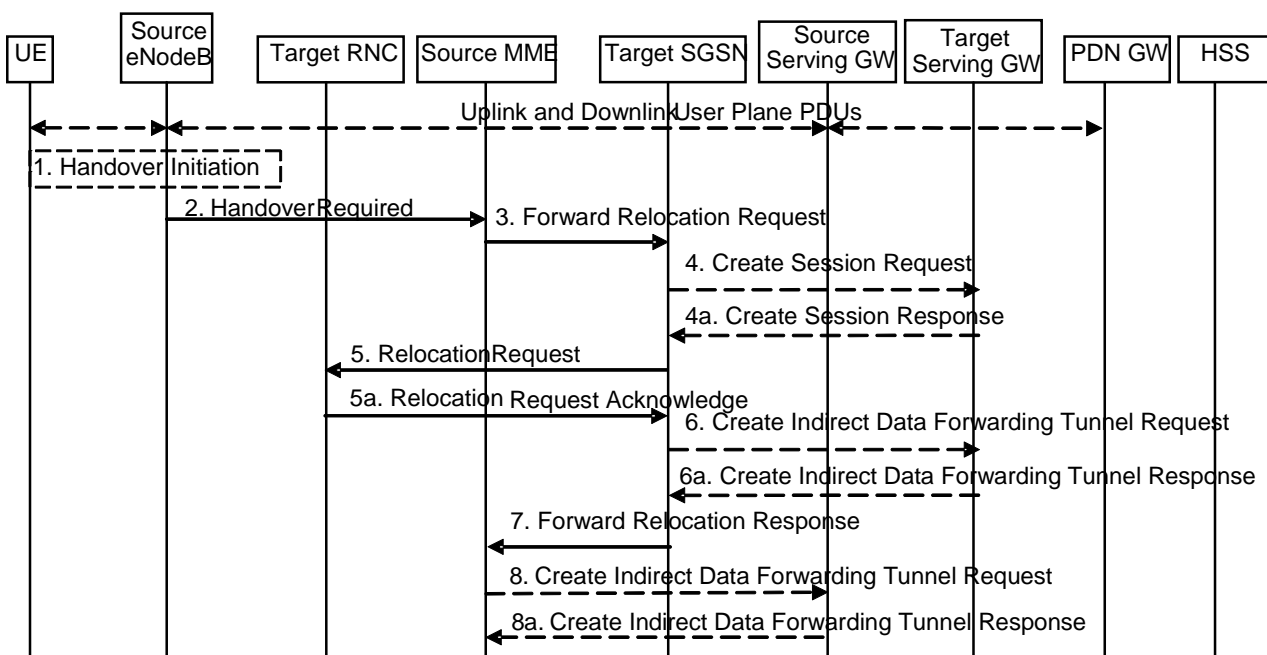 UE
Source
eNodeB
Target RNC
Source MME
Target SGSN
Source
Serving GW
Target
Serving GW
PDN GW
HSS
Uplink and Downlink User Plane PDUs
1. Handover Initiation
2. Handover Required
3. Forward Relocation Request
4. Create Session Request
4a. Create Session Response
5. Relocation Request
5a. Relocation Request Acknowledge
6. Create Indirect Data Forwarding Tunnel Request
6a. Create Indirect Data Forwarding Tunnel Response
7. Forward Relocation Response
8. Create Indirect Data Forwarding Tunnel Request
8a. Create Indirect Data Forwarding Tunnel Response